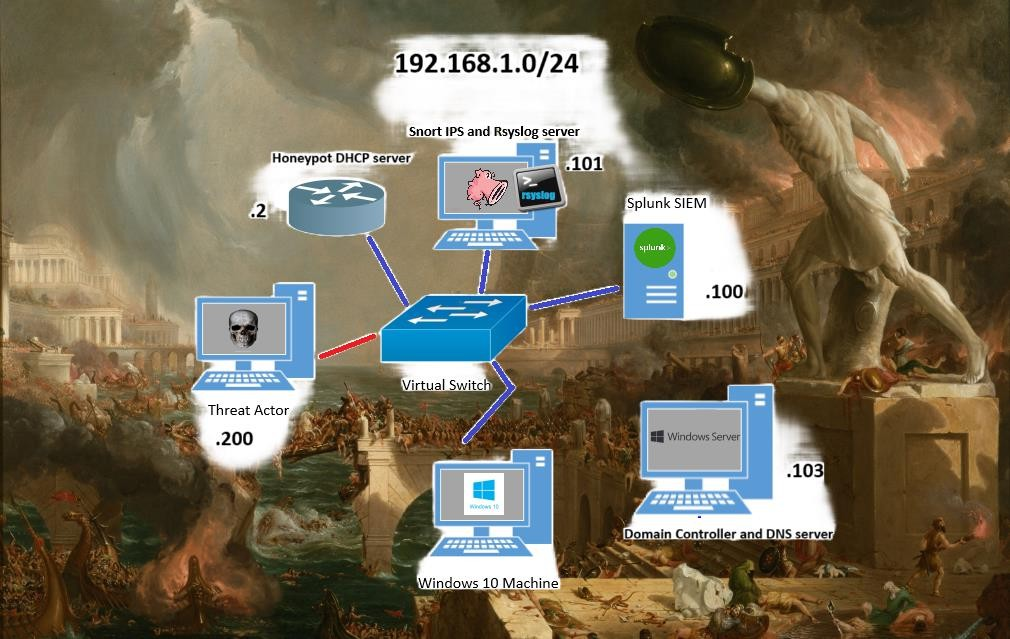 192.168.1.0/24
Snort IPS and Rsyslog server
Honeypot DHCP server
.101
>_
rsyslog
.2
Splunk SIEM
splunk>
.100
Virtual Switch
Threat Actor
.200
Windows Server
.103
Domain Controller and DNS server
Windows 10
Windows 10 Machine